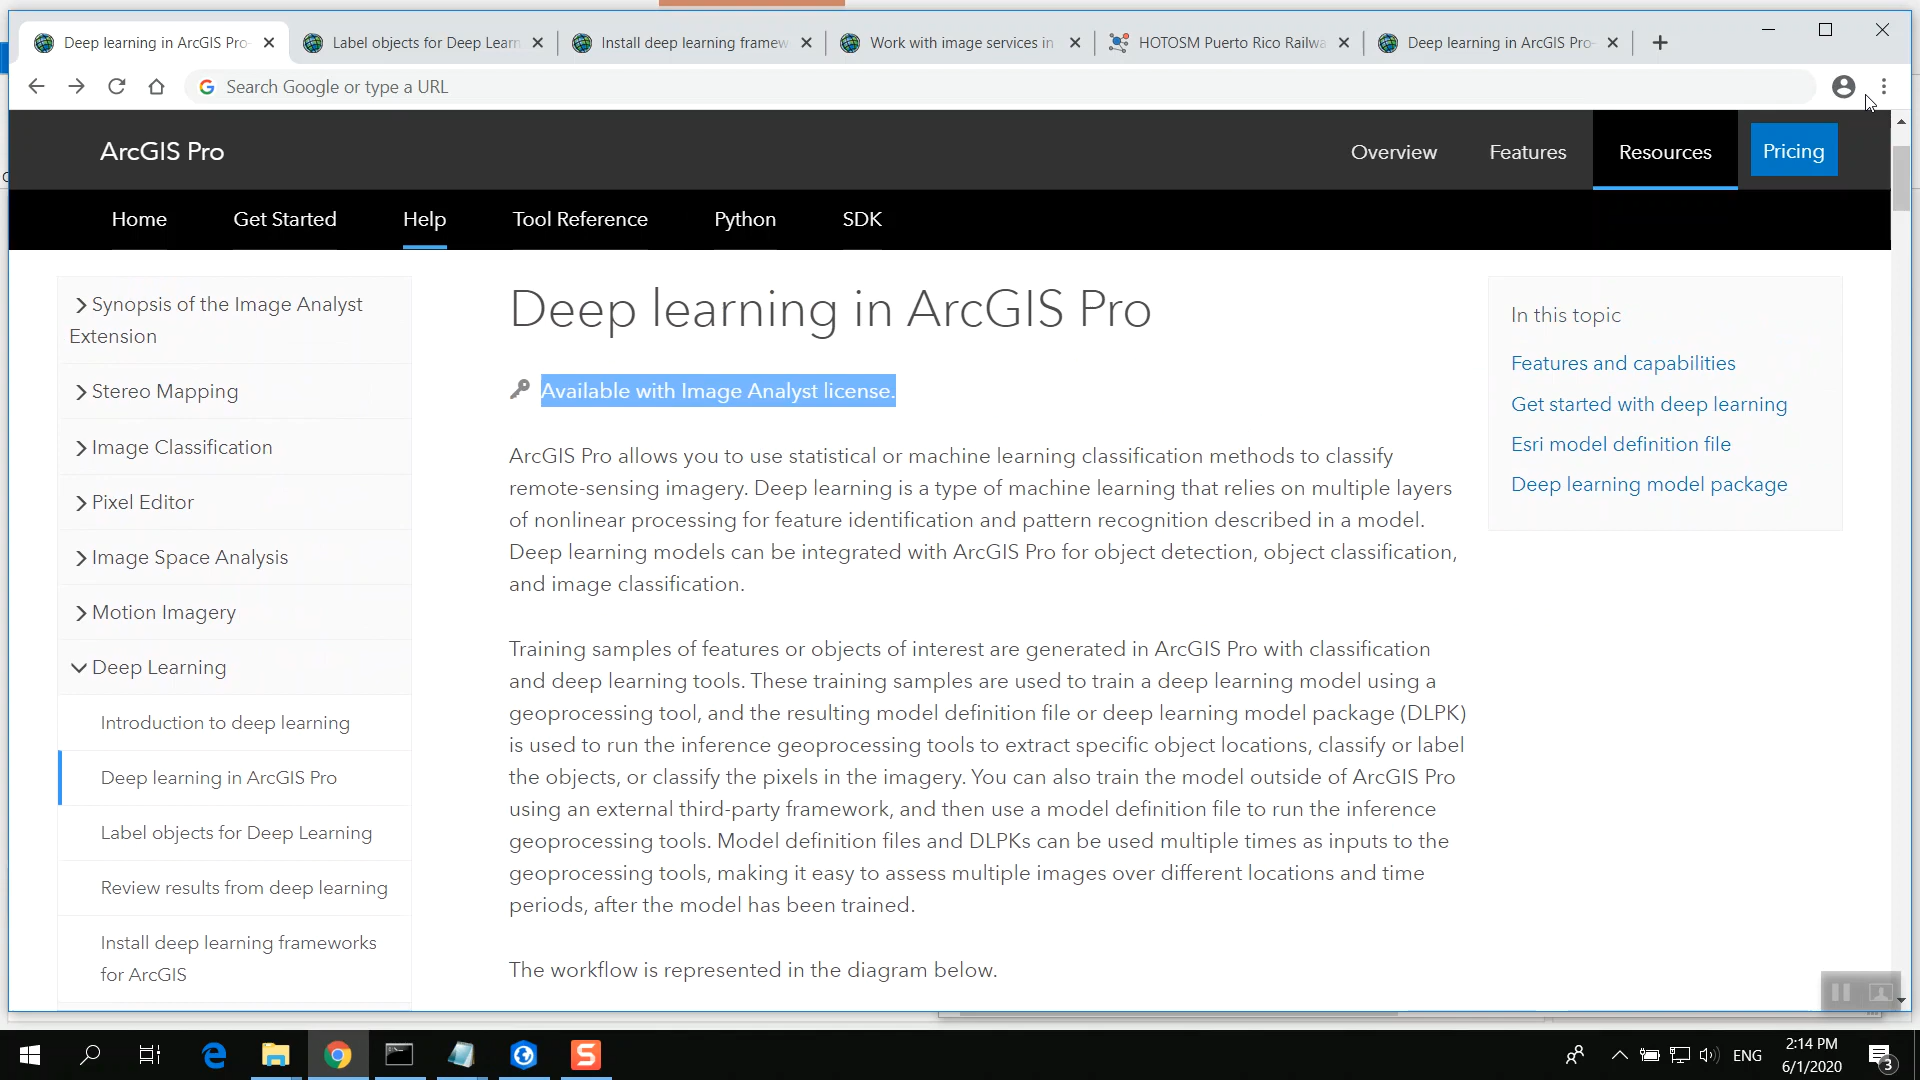 Deep learning in ArcGIS Pro-
Label objects for Deep Learn
Install deep learning framew
Work with image services in
HOTOSM Puerto Rico Railwa
Deep learning in ArcGIS Pro-
Search Google or type a URL
ArcGIS Pro
Overview
Features
Resources
Pricing
Home
Get Started
Help
Tool Reference
Python
SDK
Synopsis of the Image Analyst
Extension
Stereo Mapping
Image Classification
Pixel Editor
Image Space Analysis
Motion Imagery
Deep Learning
Introduction to deep learning
Deep learning in ArcGIS Pro
Label objects for Deep Learning
Review results from deep learning
Install deep learning frameworks
for ArcGIS
Deep learning in ArcGIS Pro
Available with Image Analyst license.
ArcGIS Pro allows you to use statistical or machine learning classification methods to classify
remote-sensing imagery. Deep learning is a type of machine learning that relies on multiple layers
of nonlinear processing for feature identification and pattern recognition described in a model.
Deep learning models can be integrated with ArcGIS Pro for object detection, object classification,
and image classification.
Training samples of features or objects of interest are generated in ArcGIS Pro with classification
and deep learning tools. These training samples are used to train a deep learning model using a
geoprocessing tool, and the resulting model definition file or deep learning model package (DLPK)
is used to run the inference geoprocessing tools to extract specific object locations, classify or label
the objects, or classify the pixels in the imagery. You can also train the model outside of ArcGIS Pro
using an external third-party framework, and then use a model definition file to run the inference
geoprocessing tools. Model definition files and DLPKs can be used multiple times as inputs to the
geoprocessing tools, making it easy to assess multiple images over different locations and time
periods, after the model has been trained.
The workflow is represented in the diagram below.
In this topic
Features and capabilities
Get started with deep learning
Esri model definition file
Deep learning model package
S
ENG
2:14 PM
6/1/2020
3